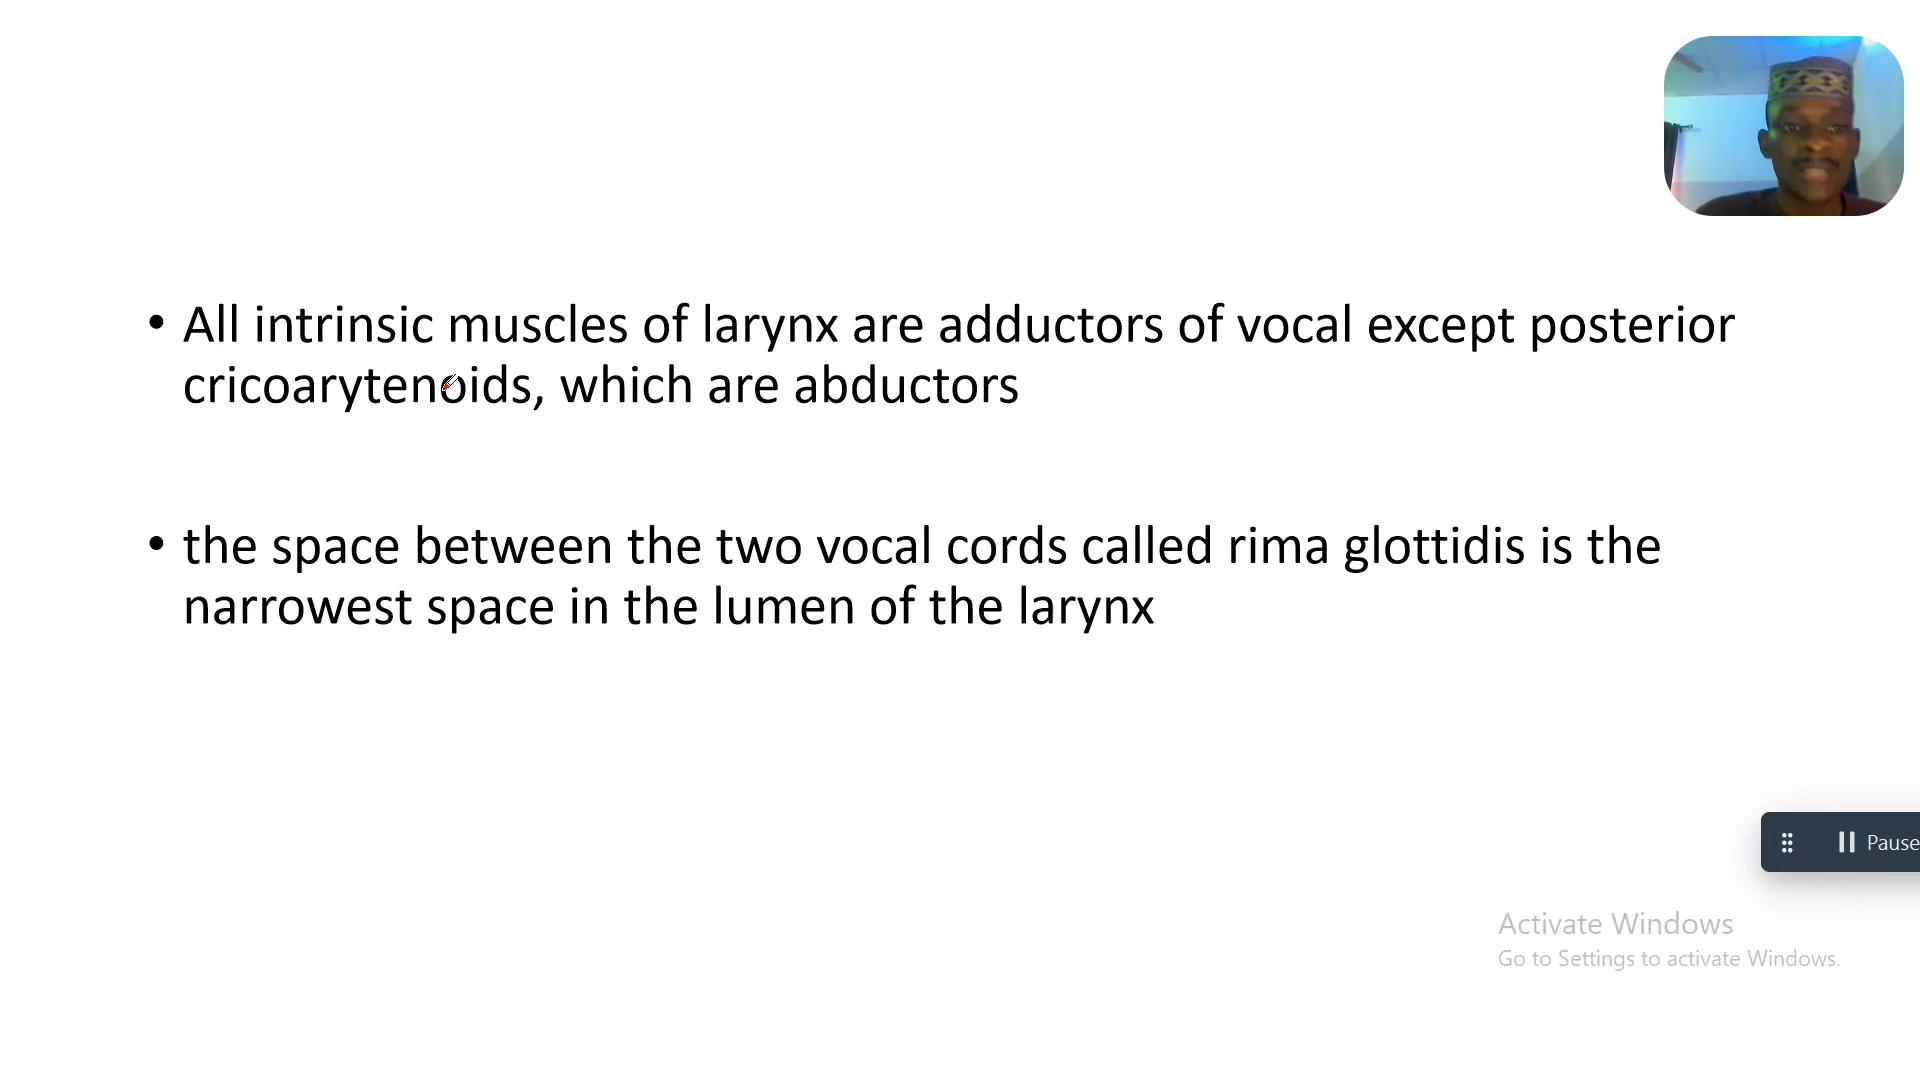 • All intrinsic muscles of larynx are adductors of vocal except posterior
cricoarytenoids, which are abductors
• the space between the two vocal cords called rima glottidis is the
narrowest space in the lumen of the larynx
Pause
Activate Windows
Go to Settings to activate Windows.